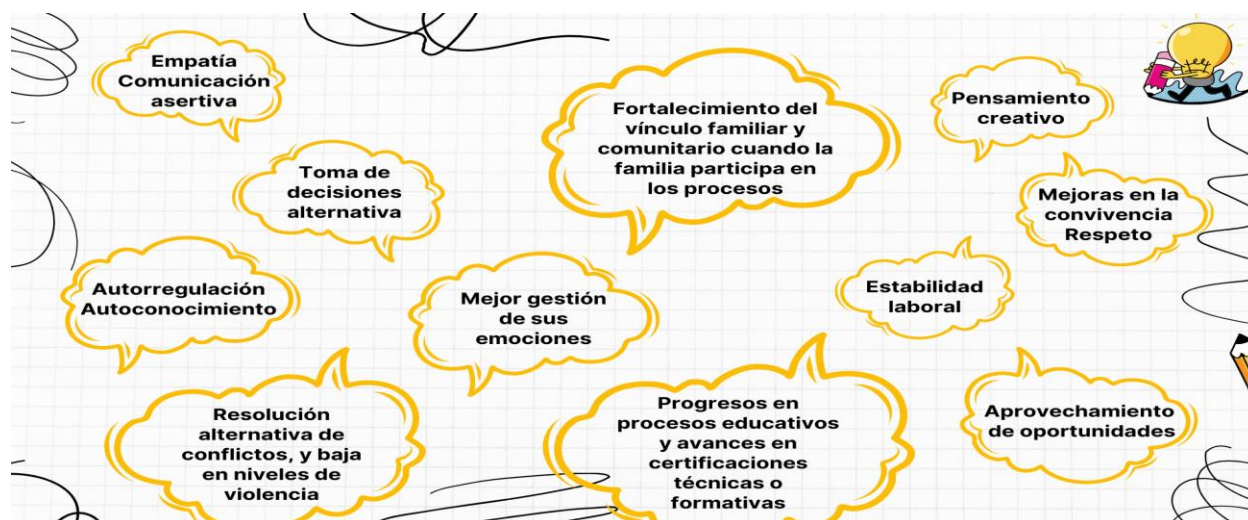 Empatía
Comunicación
asertiva
Toma de
decisiones
alternativa
Fortalecimiento del
vínculo familiar y
comunitario cuando la
familia participa en
los procesos
Pensamiento
creativo
Mejoras en la
convivencia
Respeto
Autorregulación
Autoconocimiento
Mejor gestión
de sus
emociones
Estabilidad
laboral
Resolución
alternativa de
conflictos, y baja
en niveles de
violencia
Progresos en
procesos educativos
y avances en
certificaciones
técnicas o
formativas
Aprovechamiento
de oportunidades